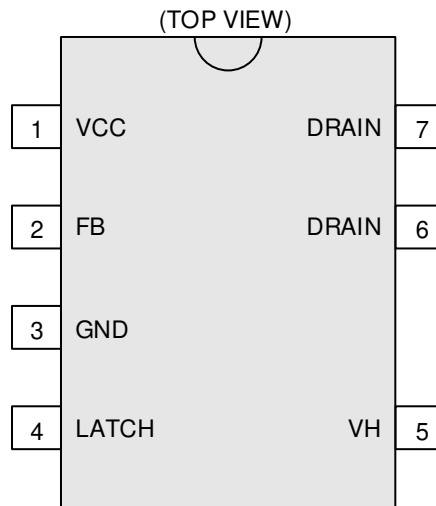 (TOP VIEW)
1 VCC DRAIN 7
2 FB DRAIN 6
3 GND
4 LATCH VH 5